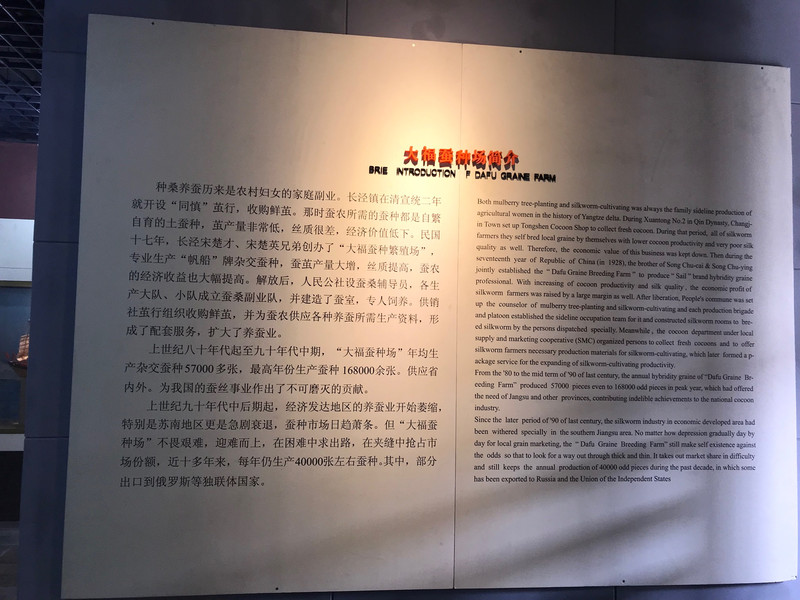 大福蚕种场简介
BRIE INTRODUCTION F DAFU GRAINE FARM
种桑养蚕历来是农村妇女的家庭副业。长泾镇在清宣统二年
就开设“同慎”茧行，收购鲜茧。那时蚕农所需的蚕种都是自繁
自育的土蚕种，茧产量非常低，丝质很差，经济价值低下。民国
十七年，长泾宋楚才、宋楚英兄弟创办了“大福蚕种繁殖场”，
专业生产“帆船”牌杂交蚕种，蚕茧产量大增，丝质提高，蚕农
的经济收益也大幅提高。解放后，人民公社设蚕桑辅导员，各生
产大队、小队成立蚕桑副业队，并建造了蚕室，专人饲养。供销
社茧行组织收购鲜茧，并为蚕农供应各种养蚕所需生产资料，形
成了配套服务，扩大了养蚕业。
上世纪八十年代起至九十年代中期，“大福蚕种场”年均生
产杂交蚕种57000多张，最高年份生产蚕种168000余张。供应省
内外。为我国的蚕丝事业作出了不可磨灭的贡献。
上世纪九十年代中后期起，经济发达地区的养蚕业开始萎缩，
特别是苏南地区更是急剧衰退，蚕种市场日趋萧条。但“大福蚕
种场”不畏艰难，迎难而上，在困难中求出路，在夹缝中抢占市
场份额，近十多年来，每年仍生产40000张左右蚕种。其中，部分
出口到俄罗斯等独联体国家。
Both mulberry tree-planting and silkworm-cultivating was always the family sideline production of
agricultural women in the history of Yangtze delta. During Xuantong No.2 in Qin Dynasty, Changj-
in Town set up Tongshen Cocoon Shop to collect fresh cocoon. During that period, all of silkworm
farmers they self bred local graine by themselves with lower cocoon productivity and very poor silk
quality as well. Therefore, the economic value of this business was kept down. Then during the
seventeenth year of Republic of China (in 1928), the brother of Song Chu-cai & Song Chu-ying
jointly established the “Dafu Graine Breeding Farm” to produce “Sail” brand hybridity graine
professional. With increasing of cocoon productivity and silk quality, the economic profit of
silkworm farmers was raised by a large margin as well. After liberation, People's commune was set
up the counselor of mulberry tree-planting and silkworm-cultivating and each production brigade
and platoon established the sideline occupation team for it and constructed silkworm rooms to bre-
ed silkworm by the persons dispatched specially. Meanwhile, the cocoon department under local
supply and marketing cooperative (SMC) organized persons to collect fresh cocoons and to offer
silkworm farmers necessary production materials for silkworm-cultivating, which later formed a p-
ackage service for the expanding of silkworm-cultivating productivity.
From the '80 to the mid term of '90 of last century, the annual hybridity graine of “Dafu Graine Br-
eeding Farm” produced 57000 pieces even to 168000 odd pieces in peak year, which had offered
the need of Jangsu and other provinces, contributing indelible achievements to the national cocoon
industry.
Since the later period of '90 of last century, the silkworm industry in economic developed area had
been withered specially in the southern Jiangsu area. No matter how depression gradually day by
day for local grain marketing, the “Dafu Graine Breeding Farm” still make self existence against
the odds so that to look for a way out through thick and thin. It takes out market share in difficulty
and still keeps the annual production of 40000 odd pieces during the past decade, in which some
has been exported to Russia and the Union of the Independent States